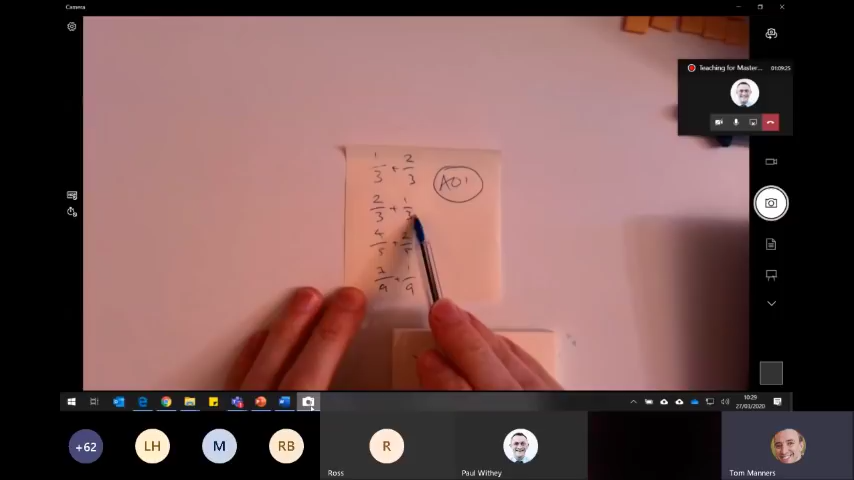 Camera
Teaching for Master...
01:09:25
1/3 + 2/3
AO1
2/3 + 1/3
4/5 + 2/5
10:29
27/03/2020
+62
LH
M
RB
R
Ross
Paul Withey
Tom Manners